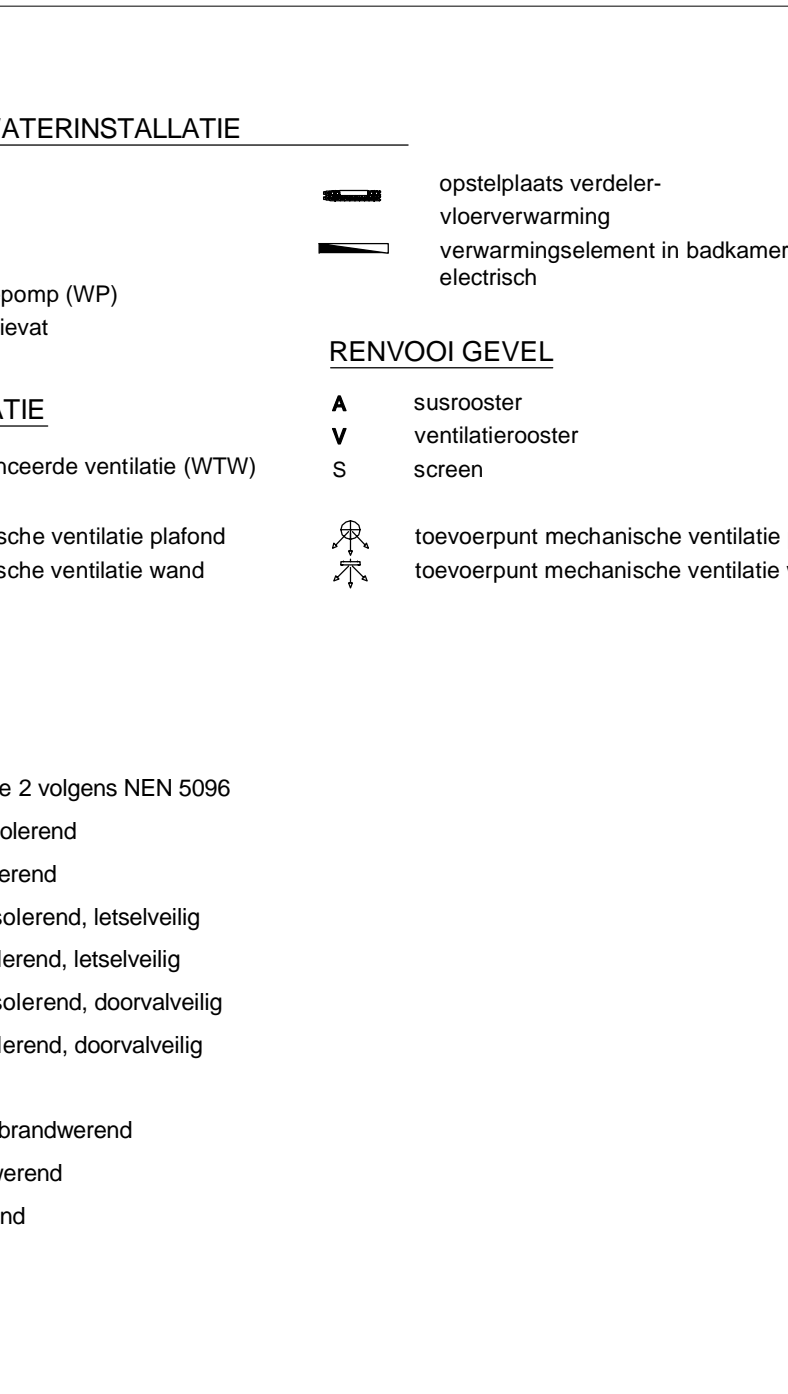 ATERINSTALLATIE
opstelplaats verdeler-
vloerverwarming
verwarmingselement in badkamer
electrisch
pomp (WP)
ievat
RENVOOI GEVEL
A susrooster
V ventilatierooster
S screen
ATIE
nceerde ventilatie (WTW)
sche ventilatie plafond
sche ventilatie wand
toevoerpunt mechanische ventilatie
toevoerpunt mechanische ventilatie
e 2 volgens NEN 5096
olerend
erend
solerend, letselveilig
lerend, letselveilig
solerend, doorvalveilig
lerend, doorvalveilig
brandwerend
werend
nd